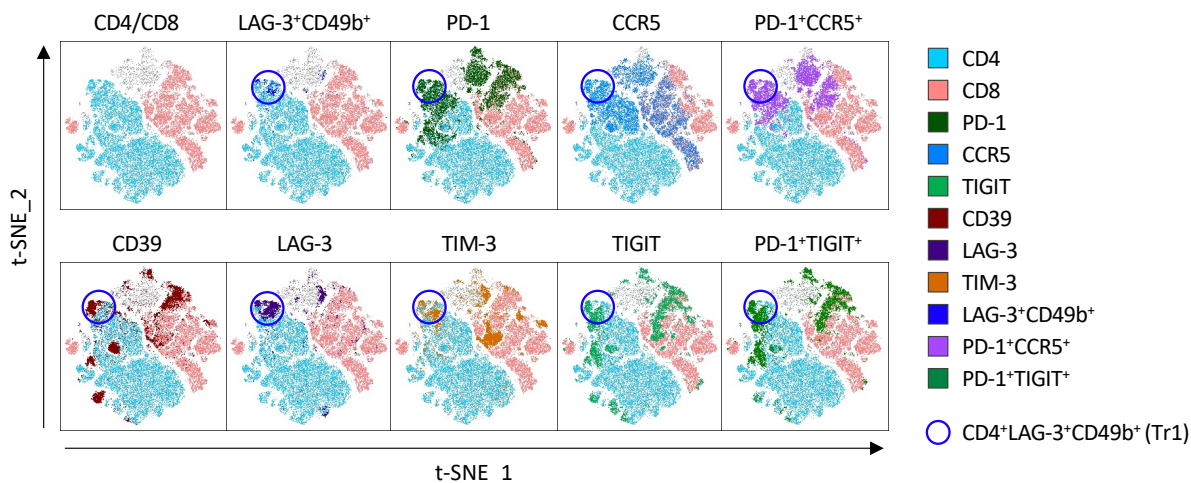 CD4/CD8
LAG-3⁺CD49b⁺
PD-1
CCR5
PD-1⁺CCR5⁺
CD39
LAG-3
TIM-3
TIGIT
PD-1⁺TIGIT⁺
t-SNE_2
t-SNE_1
CD4
CD8
PD-1
CCR5
TIGIT
CD39
LAG-3
TIM-3
LAG-3⁺CD49b⁺
PD-1⁺CCR5⁺
PD-1⁺TIGIT⁺
CD4⁺LAG-3⁺CD49b⁺ (Tr1)